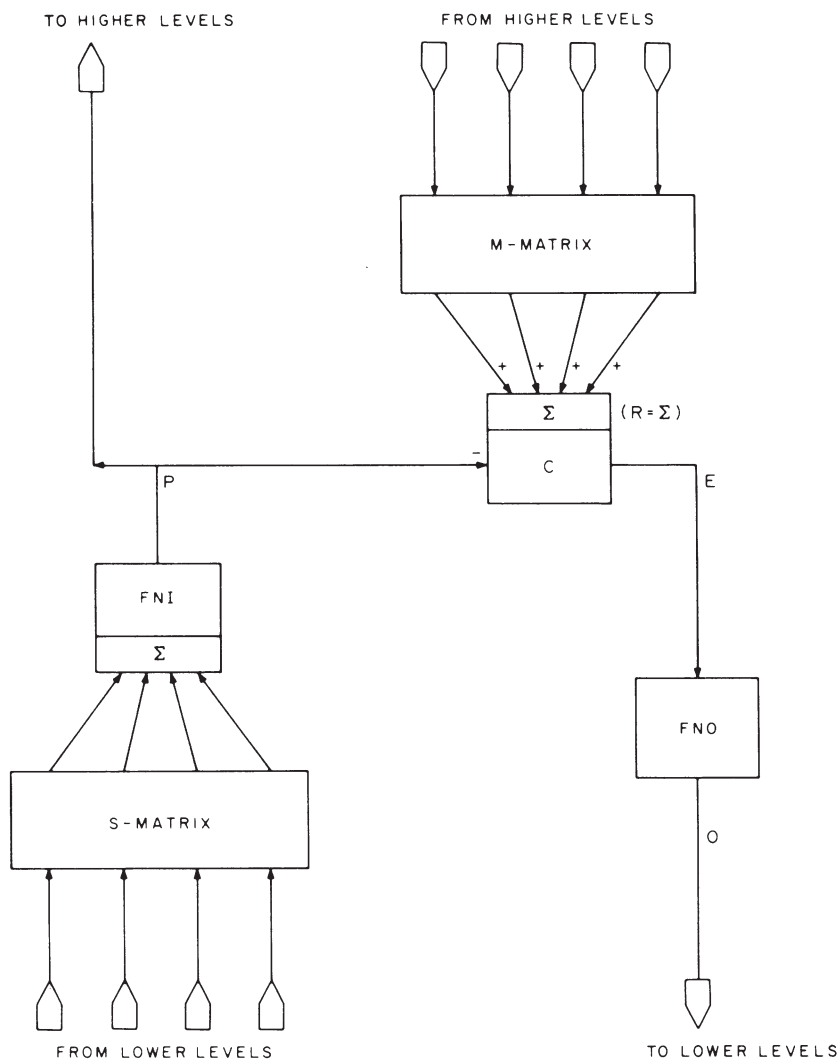 TO HIGHER LEVELS
FROM HIGHER LEVELS
M-MATRIX
+ + + +
Σ
(R=Σ)
-
C
P
E
FNI
Σ
FNO
S-MATRIX
O
FROM LOWER LEVELS
TO LOWER LEVELS